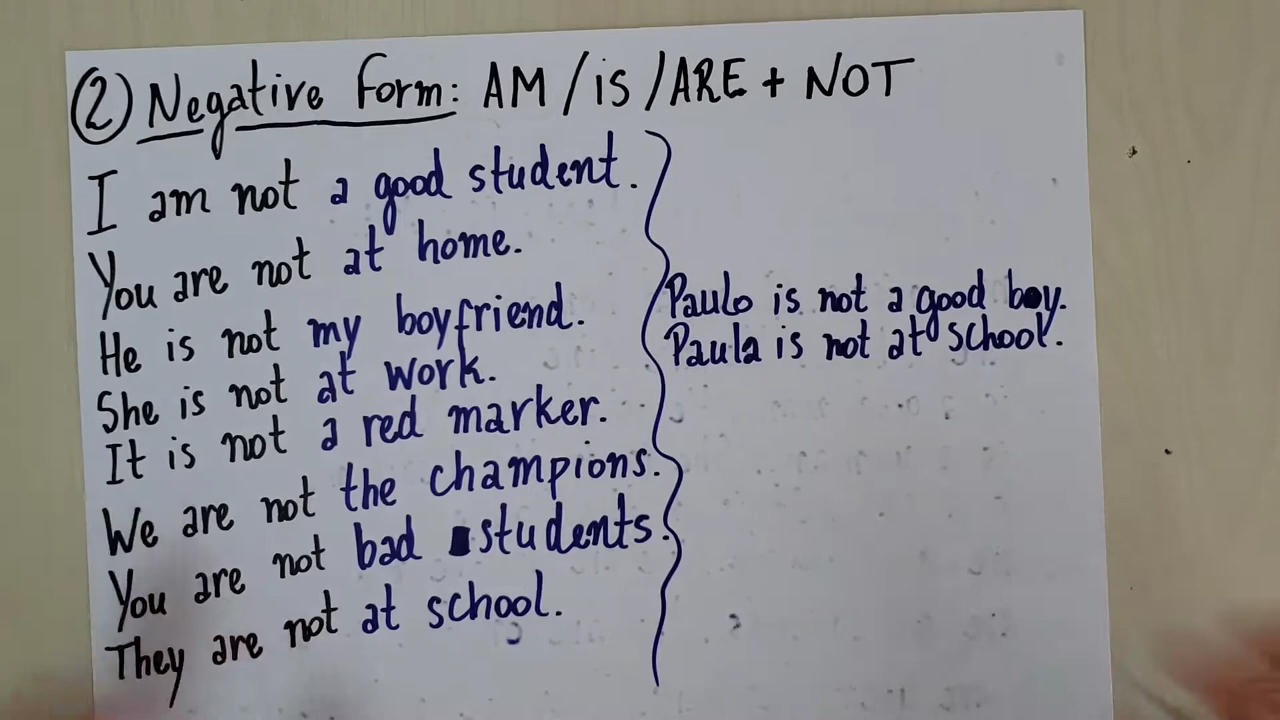 ② Negative form: AM / is / ARE + NOT
I am not a good student.
You are not at home.
He is not my boyfriend.
She is not at work.
It is not a red marker.
We are not the champions.
You are not bad students.
They are not at school.
Paulo is not a good boy.
Paula is not at school.